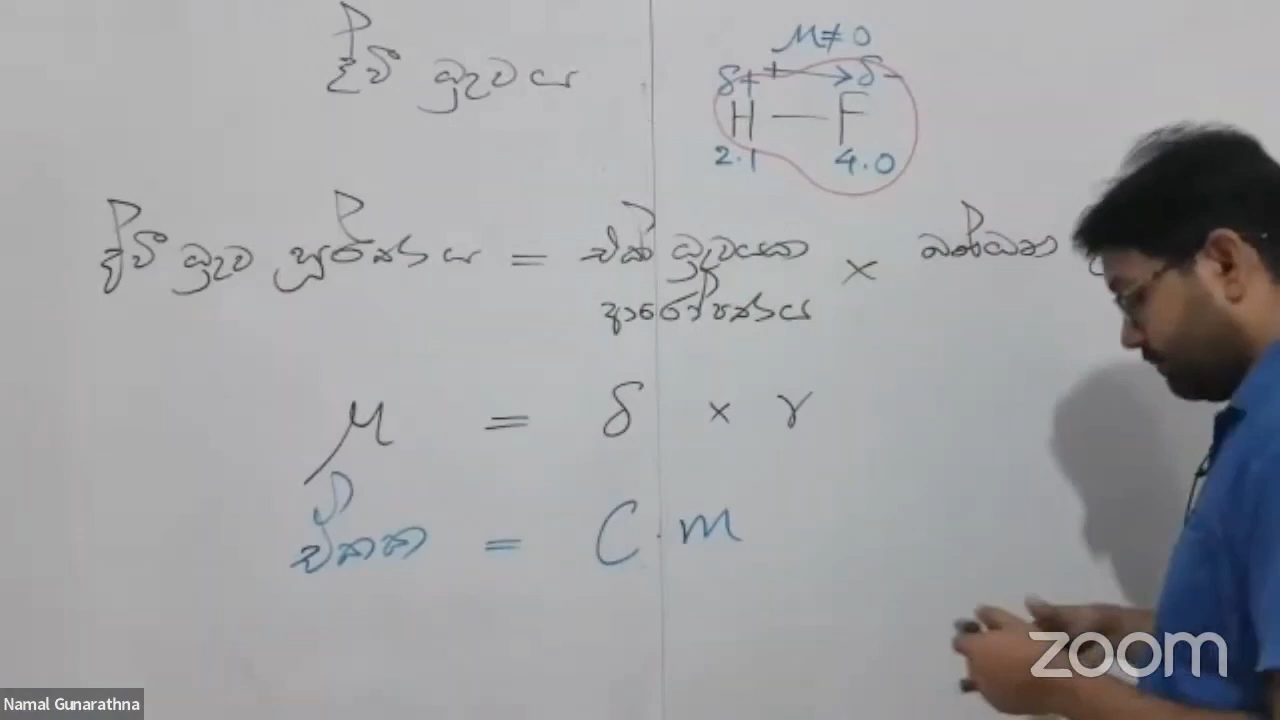 ද්වි ධ්‍රැවය
μ≠0
δ+ δ-
H — F
2.1 4.0
ද්වි ධ්‍රැව ඝූර්ණය = එක් ධ්‍රැවයක × බන්ධන
ආරෝපණය
μ = δ × r
ඒකක = C.m
zoom
Namal Gunarathna